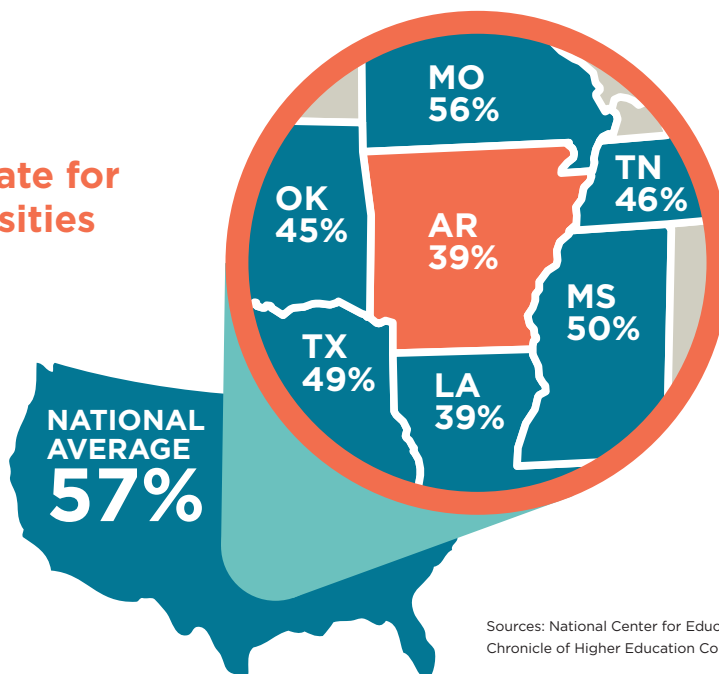 ate for
sities
MO
56%
TN
46%
OK
45%
AR
39%
MS
50%
TX
49%
LA
39%
NATIONAL
AVERAGE
57%
Sources: National Center for Educ
Chronicle of Higher Education Co